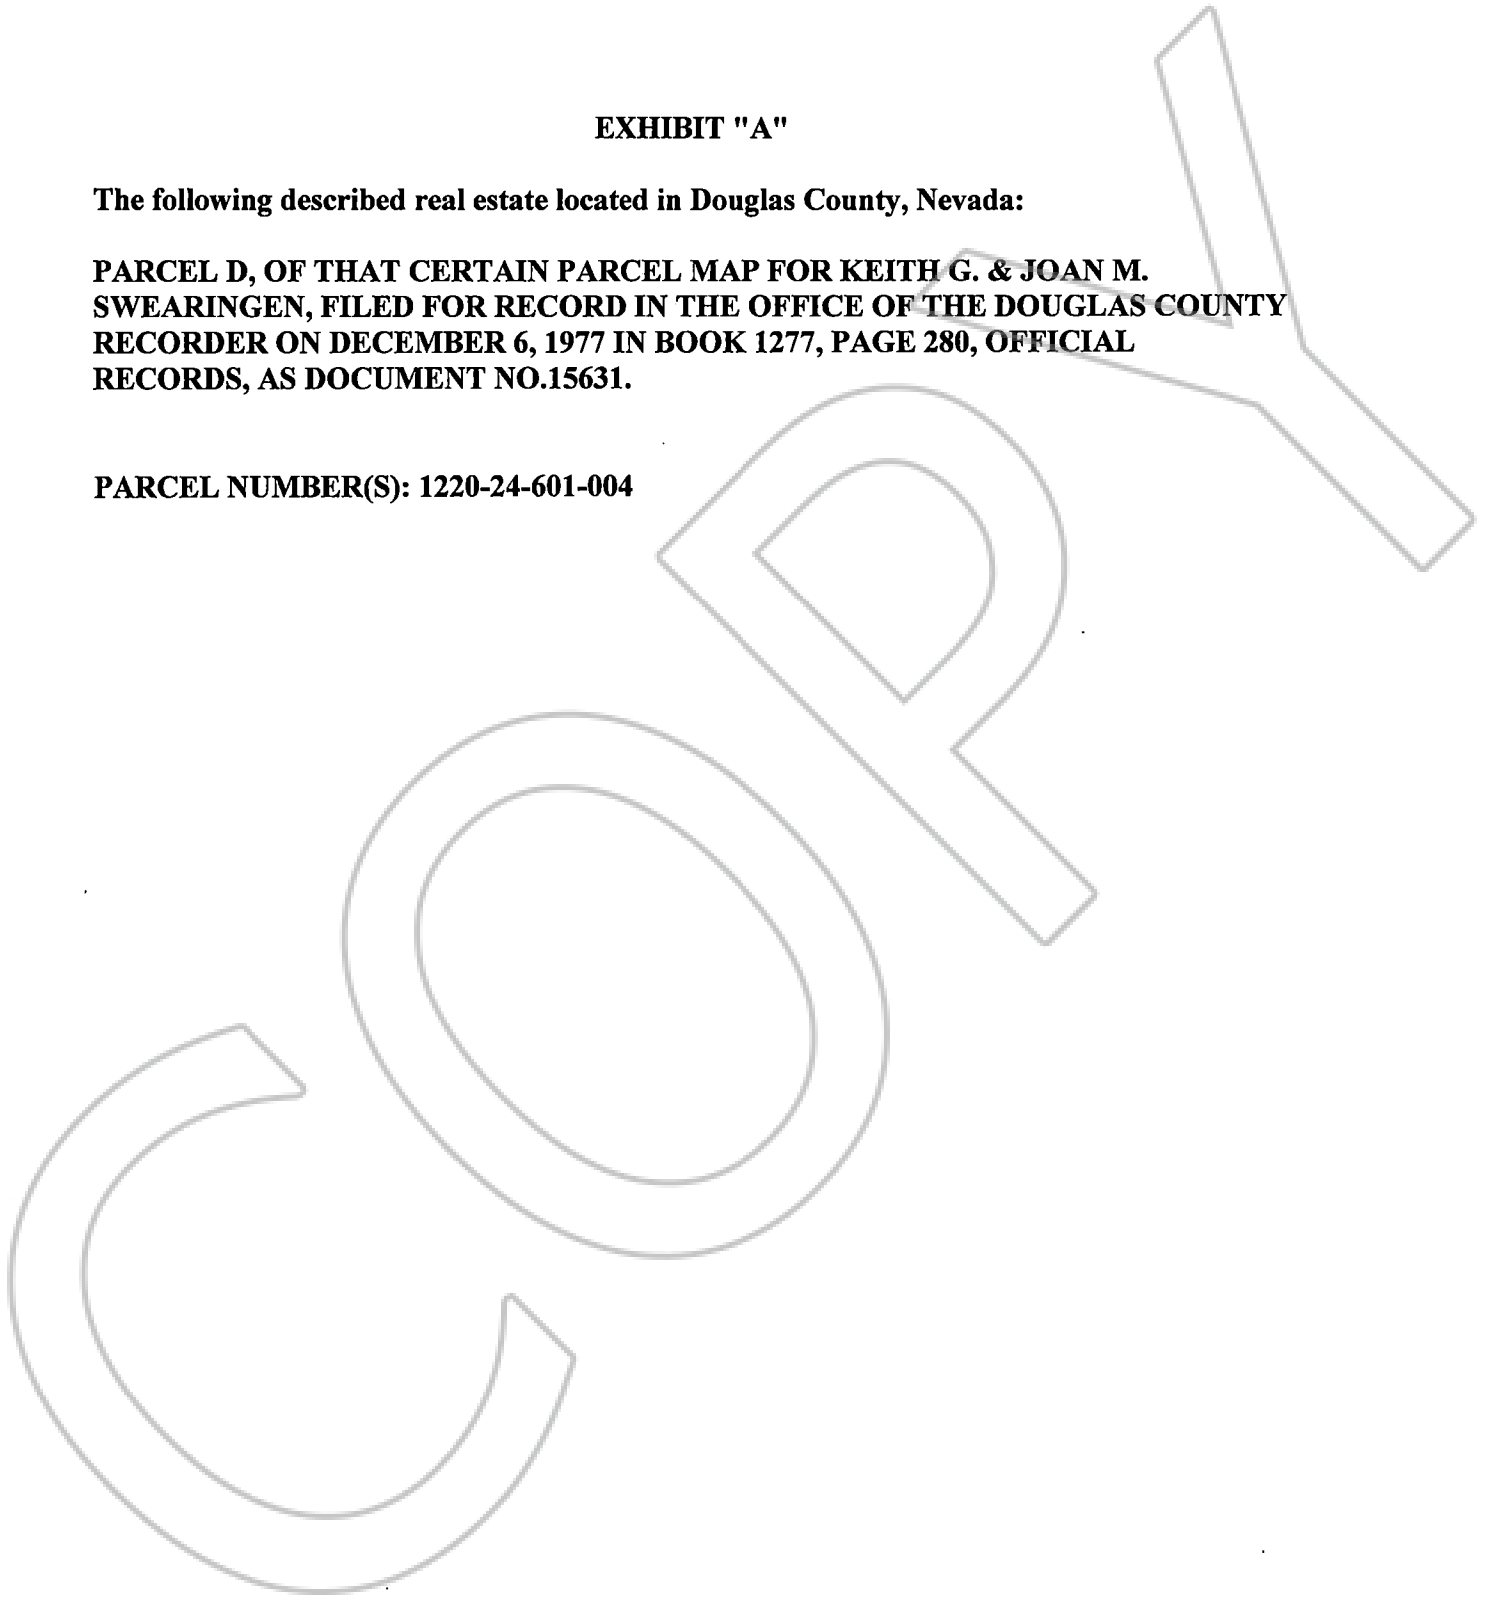 EXHIBIT "A"
The following described real estate located in Douglas County, Nevada:
PARCEL D, OF THAT CERTAIN PARCEL MAP FOR KEITH G. & JOAN M.
SWEARINGEN, FILED FOR RECORD IN THE OFFICE OF THE DOUGLAS COUNTY
RECORDER ON DECEMBER 6, 1977 IN BOOK 1277, PAGE 280, OFFICIAL
RECORDS, AS DOCUMENT NO.15631.
PARCEL NUMBER(S): 1220-24-601-004
COPY